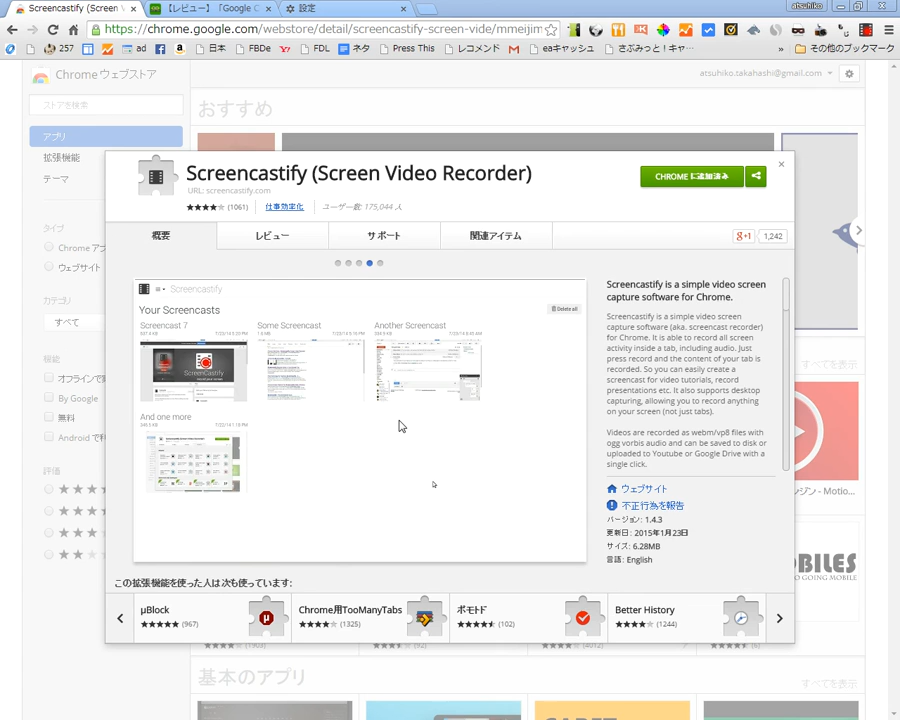 Screencastify (Screen V
【レビュー】「Google C
設定
atsuhiko
https://chrome.google.com/webstore/detail/screencastify-screen-vide/mmeijim
257
ad
日本
FBDe
FDL
ネタ
Press This
レコメンド
eaキャッシュ
さぶみっと！キャ…
»
その他のブックマーク
Chrome ウェブストア
atsuhiko.takahashi@gmail.com
ストアを検索
おすすめ
アプリ
拡張機能
テーマ
タイプ
Chrome アプ
ウェブサイト
カテゴリ
すべて
機能
オフラインで
By Google
無料
Android で利
評価
Screencastify (Screen Video Recorder)
URL: screencastify.com
(1061)
仕事効率化
ユーザー数: 175,044 人
CHROME に追加済み
概要
レビュー
サポート
関連アイテム
g+1
1,242
Screencastify
Your Screencasts
Delete all
Screencast 7
Some Screencast
Another Screencast
ScreenCastify
And one more
Screencastify is a simple video screen
capture software for Chrome.
Screencastify is a simple video screen
capture software (aka. screencast recorder)
for Chrome. It is able to record all screen
activity inside a tab, including audio. Just
press record and the content of your tab is
recorded. So you can easily create a
screencast for video tutorials, record
presentations etc. It also supports desktop
capturing, allowing you to record anything
on your screen (not just tabs).
Videos are recorded as webm/vp8 files with
ogg vorbis audio and can be saved to disk or
uploaded to Youtube or Google Drive with a
single click.
ウェブサイト
不正行為を報告
バージョン: 1.4.3
更新日: 2015年1月23日
サイズ: 6.28MB
言語: English
この拡張機能を使った人は次も使っています:
µBlock
(967)
Chrome用TooManyTabs
(1325)
ポモトド
(102)
Better History
(1244)
すべてを表示
ジン - Motio...
BILES
O GOING MOBILE
基本のアプリ
すべてを表示